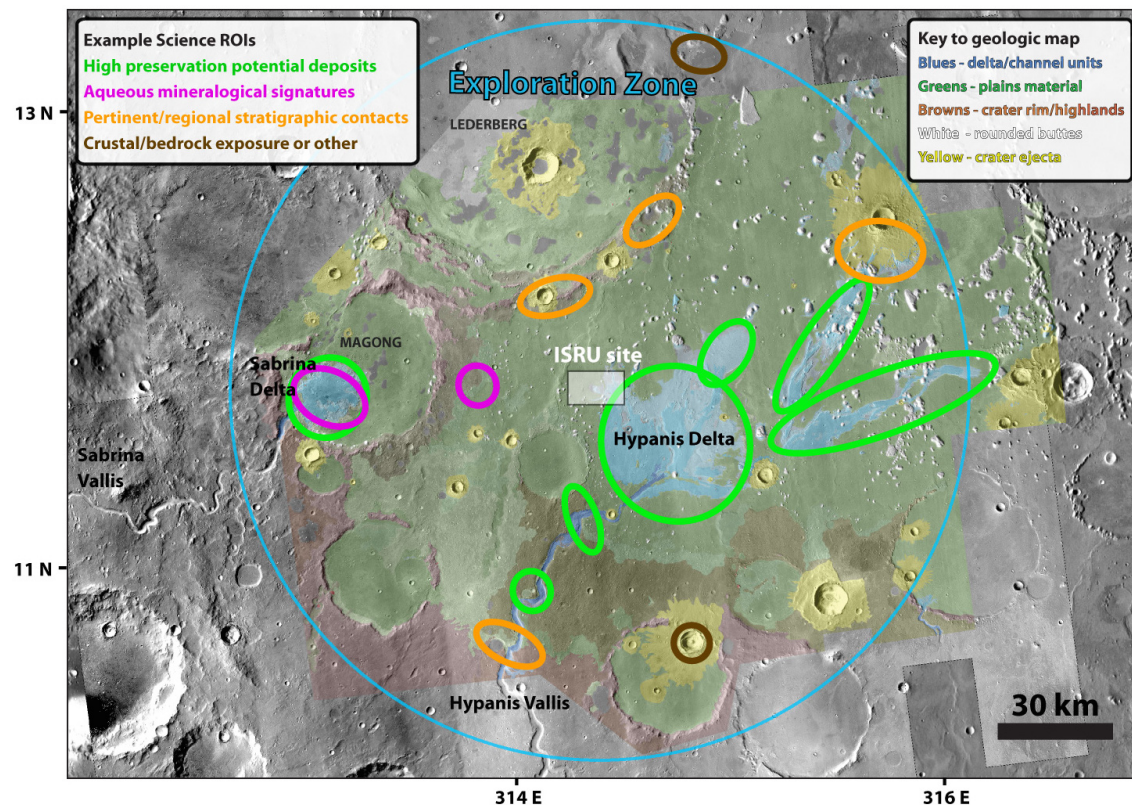 Example Science ROIs
High preservation potential deposits
Aqueous mineralogical signatures
Pertinent/regional stratigraphic contacts
Crustal/bedrock exposure or other
Key to geologic map
Blues - delta/channel units
Greens - plains material
Browns - crater rim/highlands
White - rounded buttes
Yellow - crater ejecta
Exploration Zone
13 N
LEDERBERG
MAGONG
ISRU site
Sabrina
Delta
Hypanis Delta
Sabrina
Vallis
11 N
Hypanis Vallis
30 km
314 E
316 E